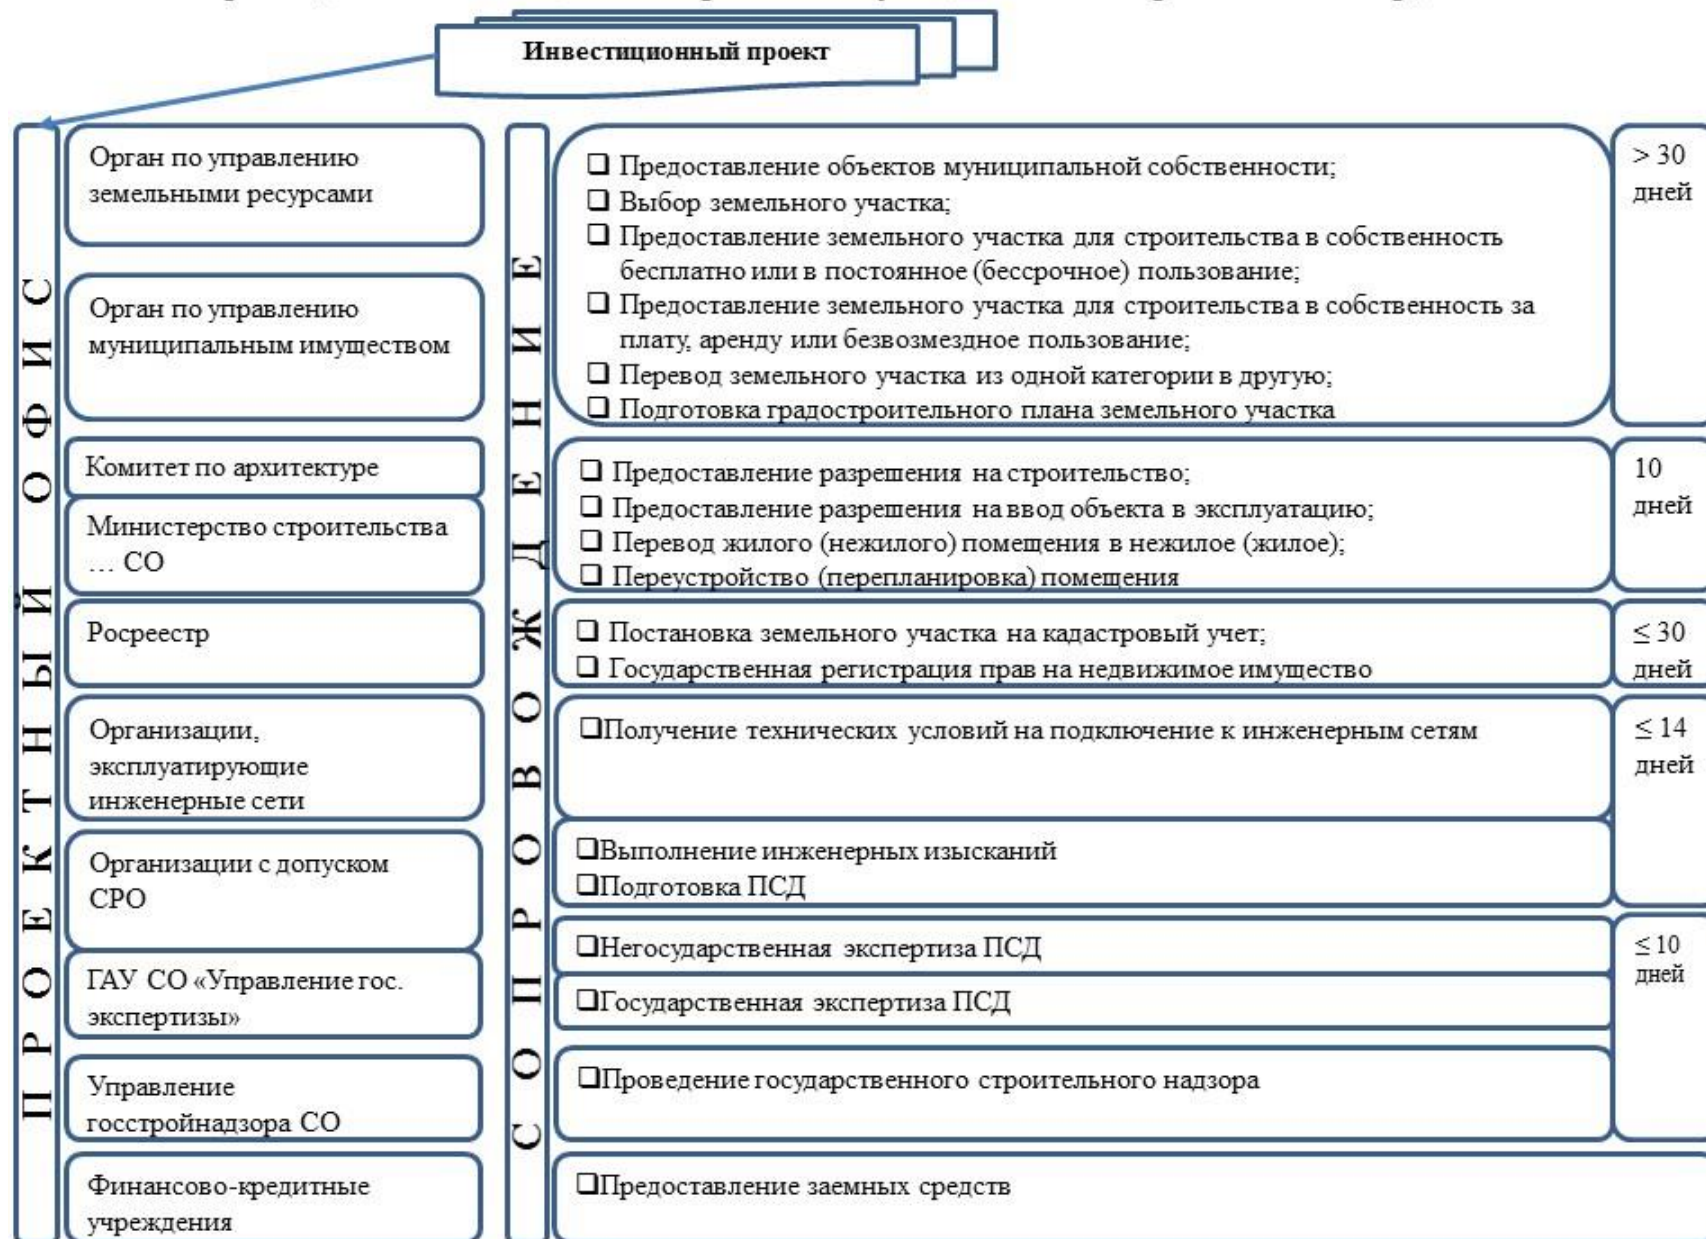 Инвестиционный проект
ПРОЕКТНЫЙ ОФИС
Орган по управлению
земельными ресурсами
Орган по управлению
муниципальным имуществом
Комитет по архитектуре
Министерство строительства
… СО
Росреестр
Организации,
эксплуатирующие
инженерные сети
Организации с допуском
СРО
ГАУ СО «Управление гос.
экспертизы»
Управление
госстройнадзора СО
Финансово-кредитные
учреждения
СОПРОВОЖДЕНИЕ
❑ Предоставление объектов муниципальной собственности;
❑ Выбор земельного участка;
❑ Предоставление земельного участка для строительства в собственность
бесплатно или в постоянное (бессрочное) пользование;
❑ Предоставление земельного участка для строительства в собственность за
плату, аренду или безвозмездное пользование;
❑ Перевод земельного участка из одной категории в другую;
❑ Подготовка градостроительного плана земельного участка
> 30
дней
❑ Предоставление разрешения на строительство;
❑ Предоставление разрешения на ввод объекта в эксплуатацию;
❑ Перевод жилого (нежилого) помещения в нежилое (жилое);
❑ Переустройство (перепланировка) помещения
10
дней
❑ Постановка земельного участка на кадастровый учет;
❑ Государственная регистрация прав на недвижимое имущество
≤ 30
дней
❑Получение технических условий на подключение к инженерным сетям
≤ 14
дней
❑Выполнение инженерных изысканий
❑Подготовка ПСД
❑Негосударственная экспертиза ПСД
≤ 10
дней
❑Государственная экспертиза ПСД
❑Проведение государственного строительного надзора
❑Предоставление заемных средств